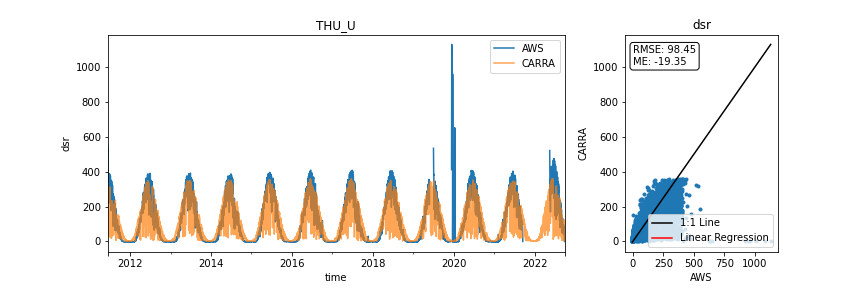 THU_U
dsr
1000
800
600
400
200
0
2012
2014
2016
2018
2020
2022
time
AWS
CARRA
dsr
CARRA
1000
800
600
400
200
0
0
250
500
750
1000
AWS
RMSE: 98.45
ME: -19.35
1:1 Line
Linear Regression